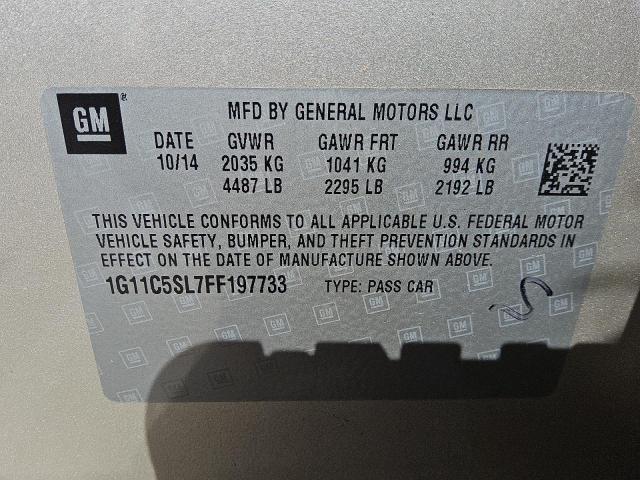 GM
MFD BY GENERAL MOTORS LLC
DATE GVWR GAWR FRT GAWR RR
10/14 2035 KG 1041 KG 994 KG
4487 LB 2295 LB 2192 LB
THIS VEHICLE CONFORMS TO ALL APPLICABLE U.S. FEDERAL MOTOR
VEHICLE SAFETY, BUMPER, AND THEFT PREVENTION STANDARDS IN
EFFECT ON THE DATE OF MANUFACTURE SHOWN ABOVE.
1G11C5SL7FF197733 TYPE: PASS CAR